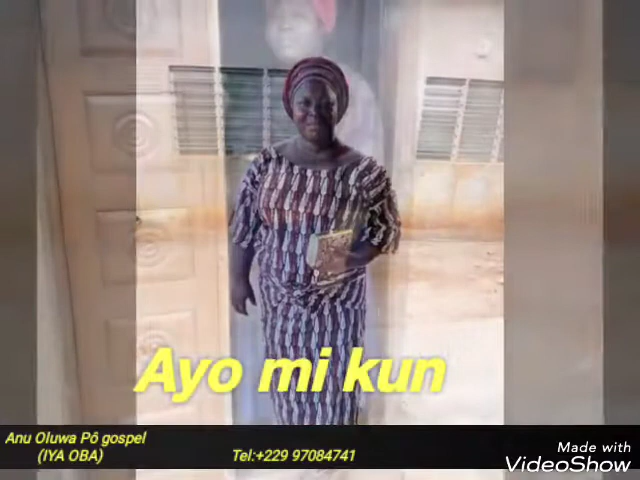 Ayo mi kun
Anu Oluwa Pô gospel
(IYA OBA)
Tel:+229 97084741
Made with
VideoShow